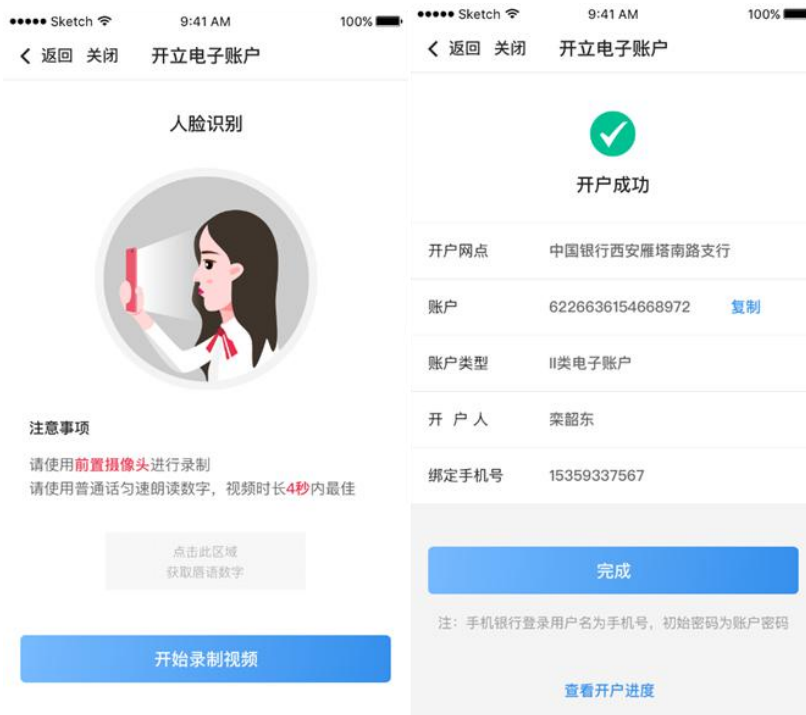 ●●●●● Sketch 9:41 AM 100%
返回 关闭 开立电子账户
人脸识别
注意事项
请使用前置摄像头进行录制
请使用普通话匀速朗读数字，视频时长4秒内最佳
点击此区域
获取唇语数字
开始录制视频
●●●●● Sketch 9:41 AM 100%
返回 关闭 开立电子账户
开户成功
开户网点 中国银行西安雁塔南路支行
账户 6226636154668972 复制
账户类型 II类电子账户
开 户 人 栾韶东
绑定手机号 15359337567
完成
注：手机银行登录用户名为手机号，初始密码为账户密码
查看开户进度